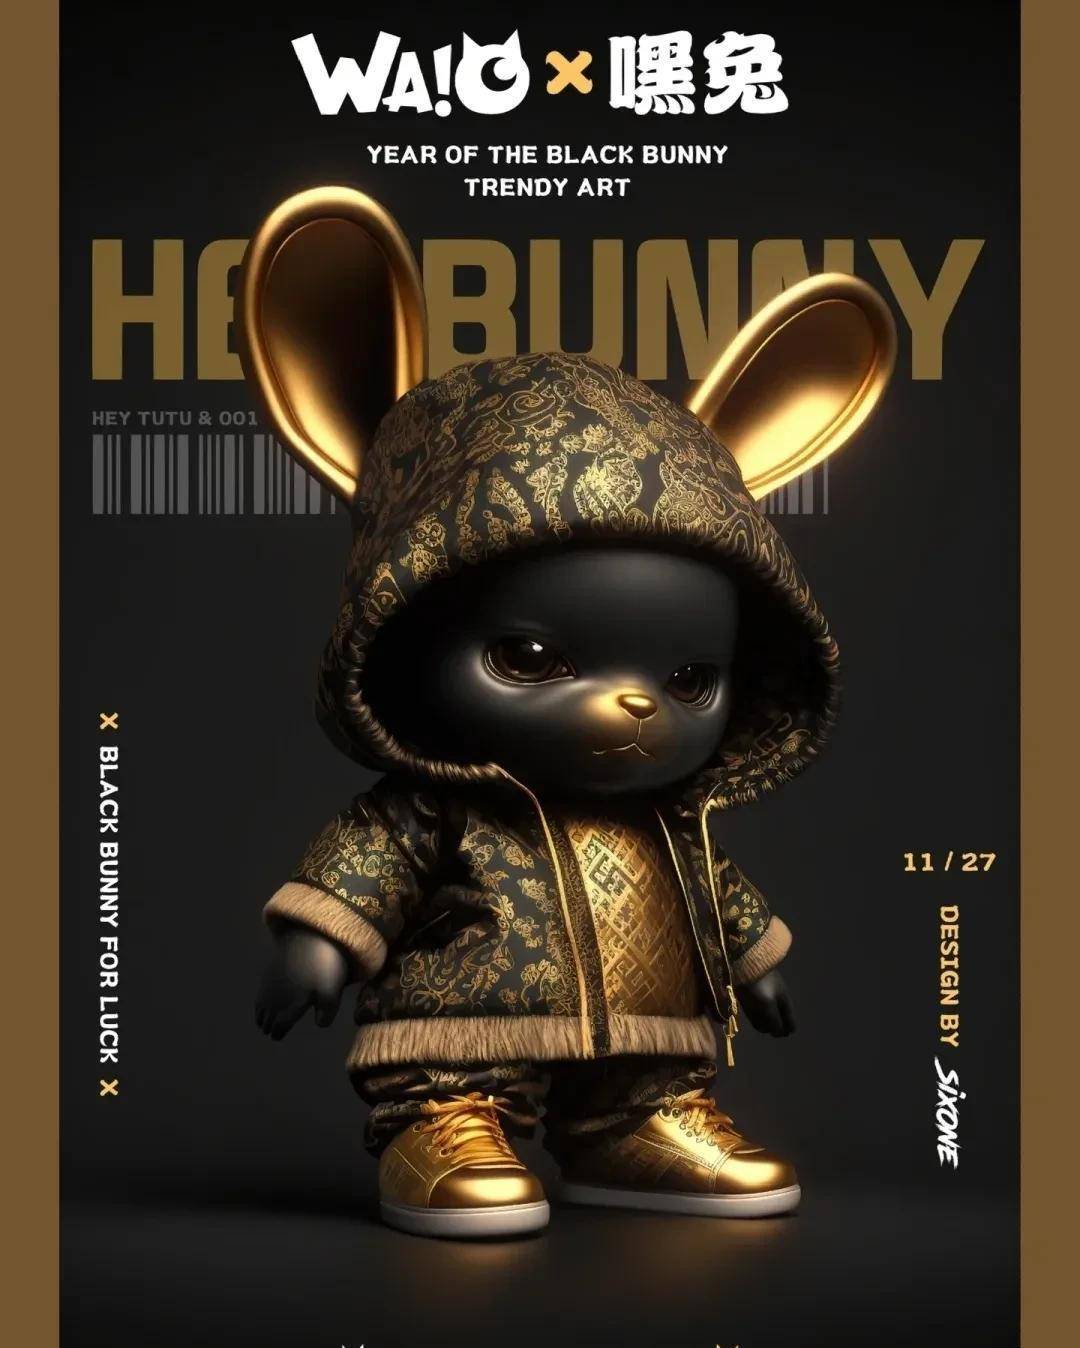 WA!O × 嘿兔
YEAR OF THE BLACK BUNNY
TRENDY ART
HEY BUNNY
HEY TUTU & 001
× BLACK BUNNY FOR LUCK ×
11 / 27
DESIGN BY SIXONE